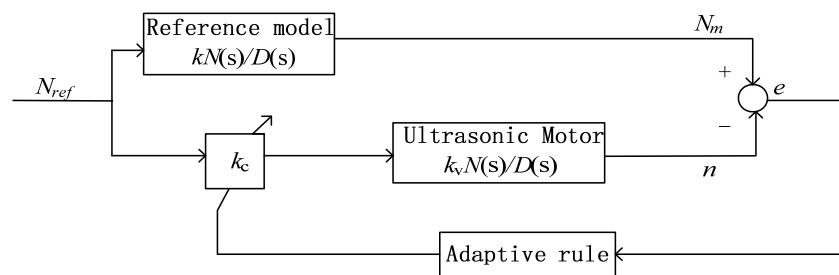 Reference model
kN(s)/D(s)
N_m
N_ref
+
e
k_c
Ultrasonic Motor
k_vN(s)/D(s)
−
n
Adaptive rule